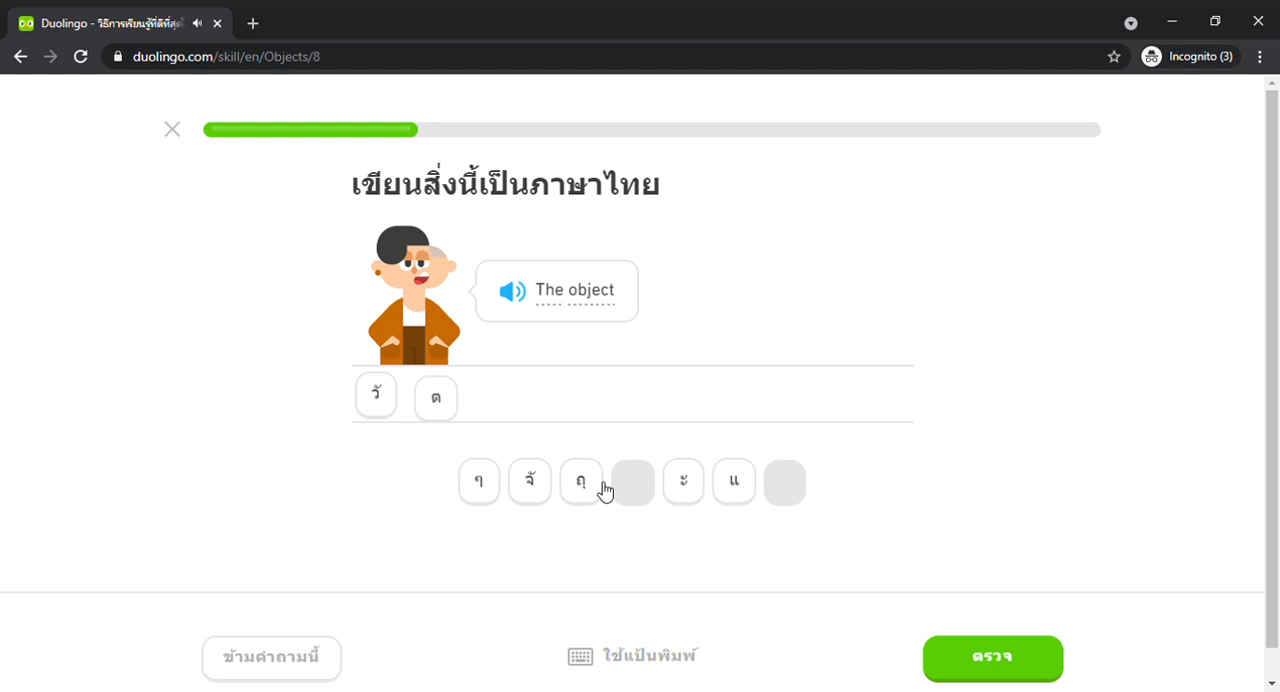 Duolingo - วิธีการเรียนรู้ที่ดีที่สุดใ
duolingo.com/skill/en/Objects/8
Incognito (3)
เขียนสิ่งนี้เป็นภาษาไทย
The object
วั ต
ๆ จั ถุ ะ แ
ข้ามคำถามนี้ ใช้แป้นพิมพ์ ตรวจ